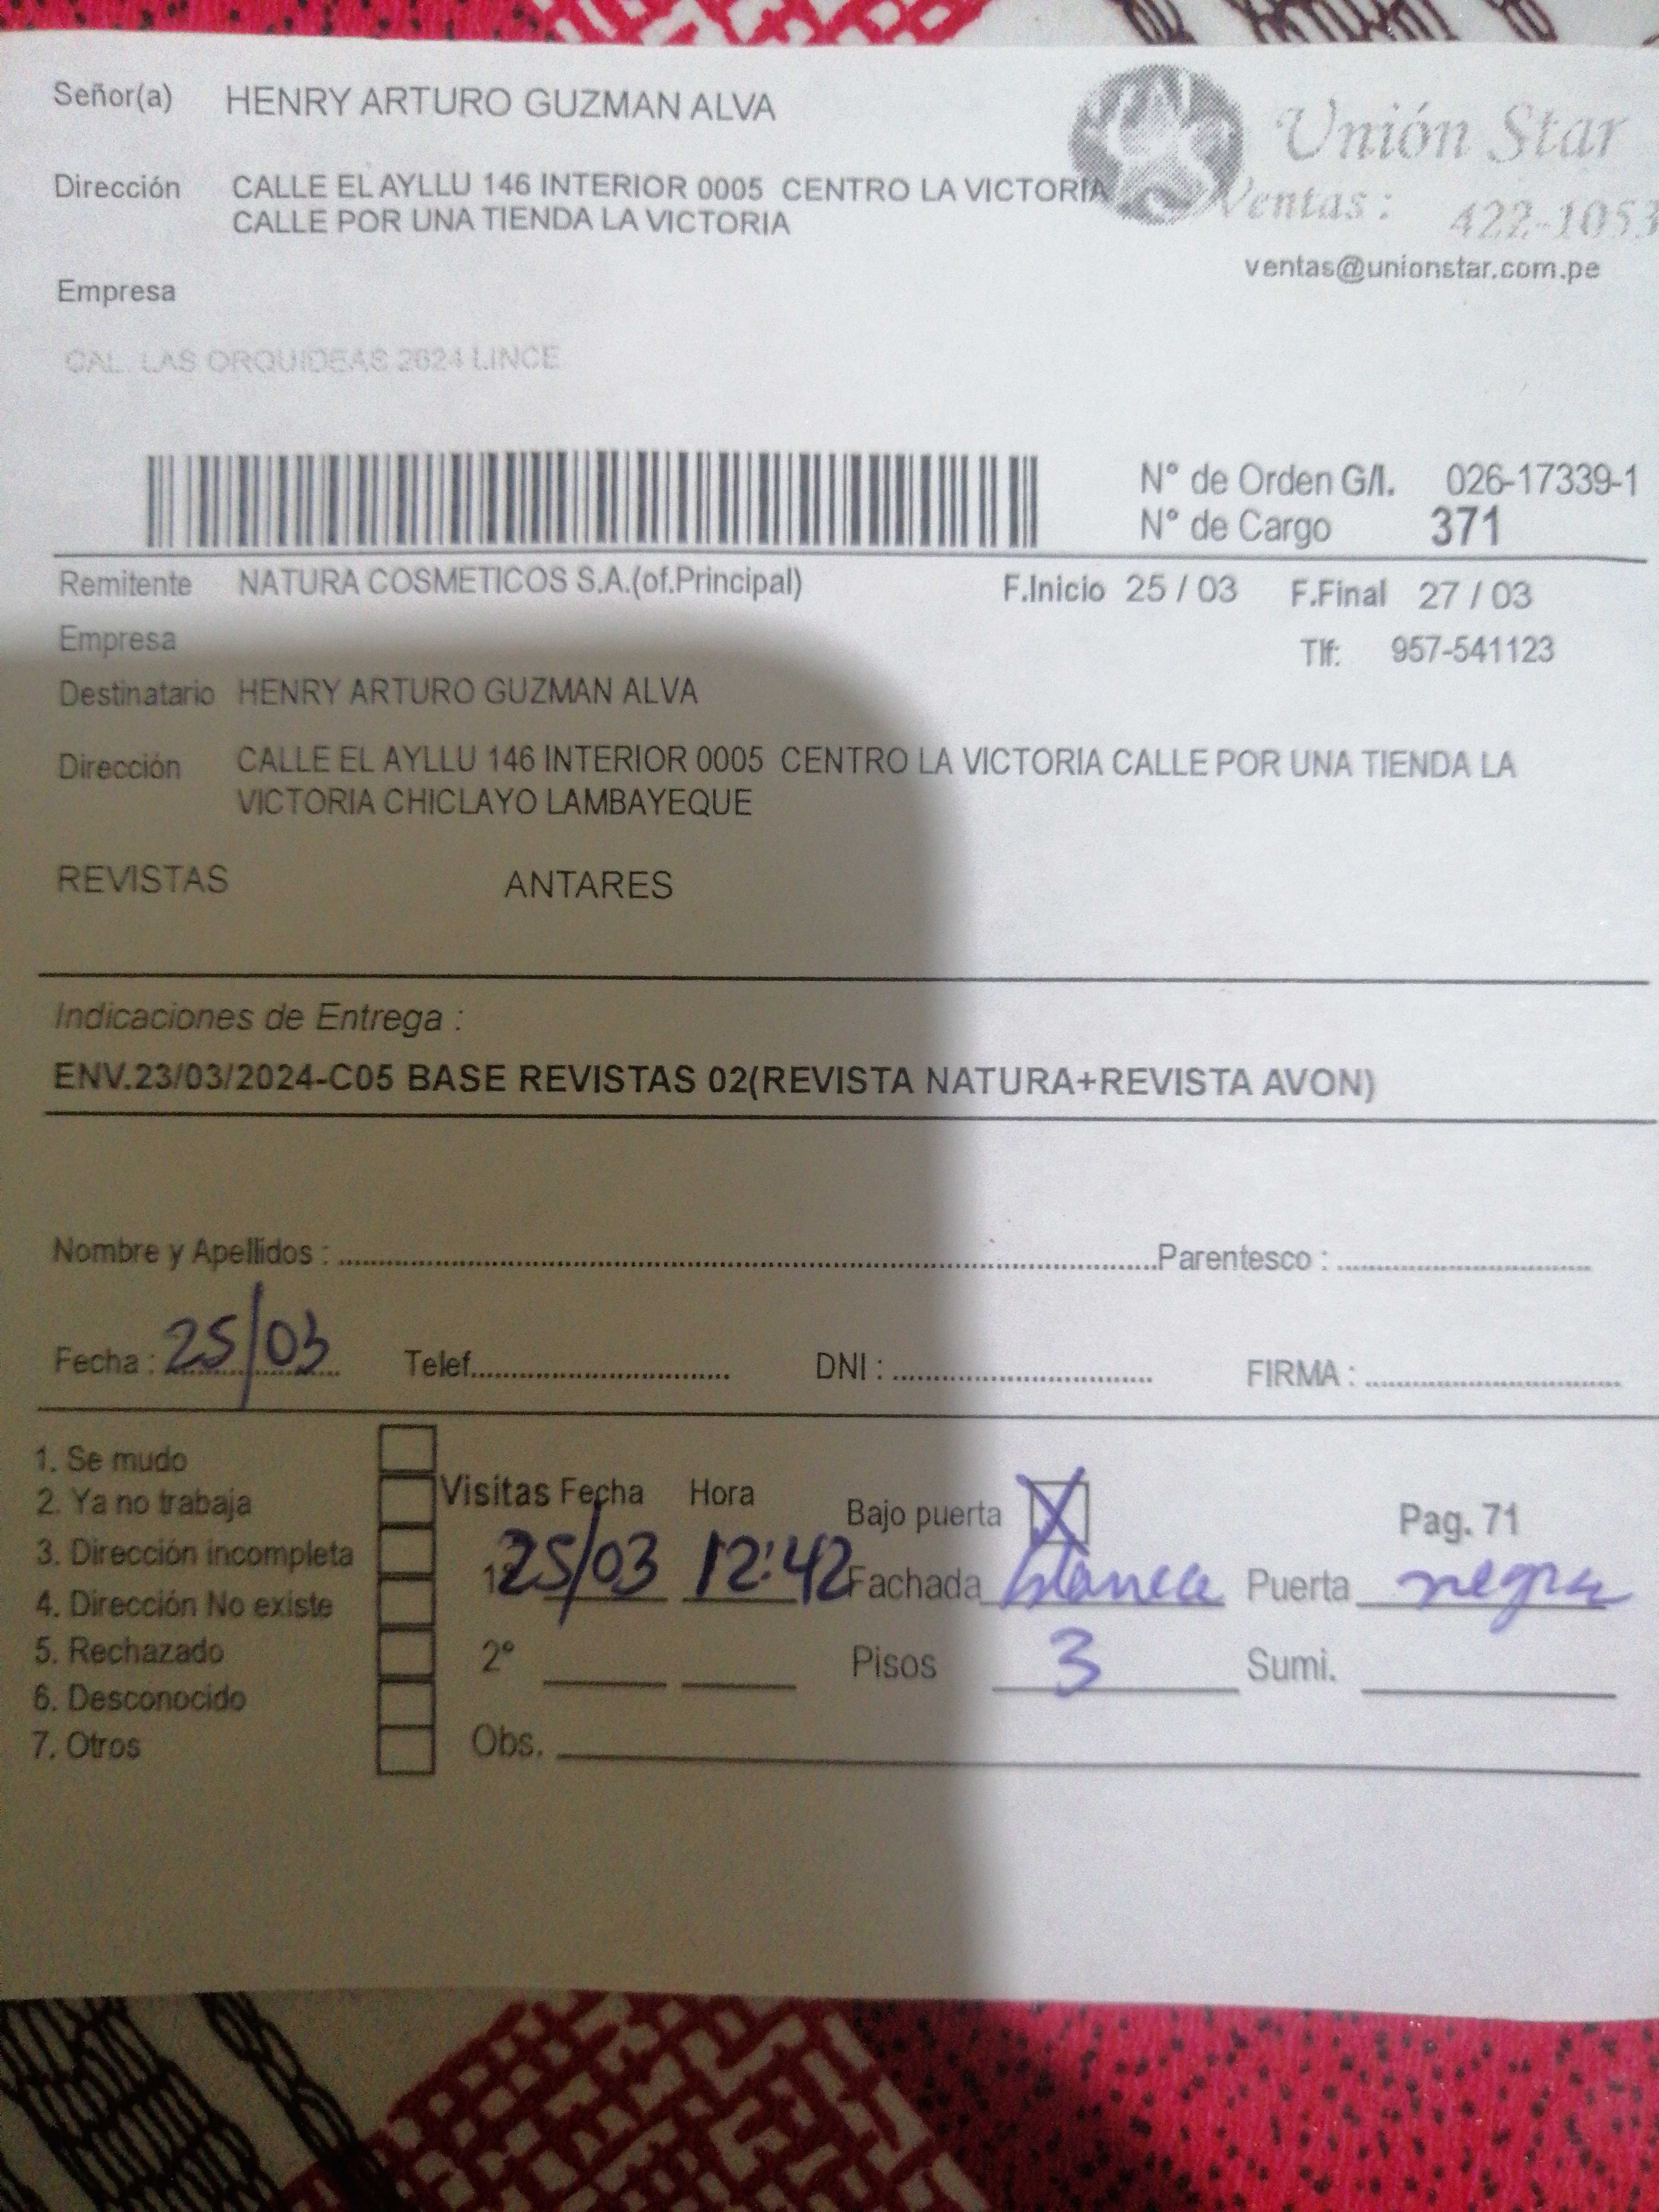 Señor(a) HENRY ARTURO GUZMAN ALVA
Unión Star
Dirección CALLE EL AYLLU 146 INTERIOR 0005 CENTRO LA VICTORIA
CALLE POR UNA TIENDA LA VICTORIA
Ventas : 422-1053
ventas@unionstar.com.pe
Empresa
CAL. LAS ORQUIDEAS 2624 LINCE
N° de Orden G/I. 026-17339-1
N° de Cargo 371
Remitente NATURA COSMETICOS S.A.(of.Principal) F.Inicio 25 / 03 F.Final 27 / 03
Empresa Tlf: 957-541123
Destinatario HENRY ARTURO GUZMAN ALVA
Dirección CALLE EL AYLLU 146 INTERIOR 0005 CENTRO LA VICTORIA CALLE POR UNA TIENDA LA
VICTORIA CHICLAYO LAMBAYEQUE
REVISTAS ANTARES
Indicaciones de Entrega :
ENV.23/03/2024-C05 BASE REVISTAS 02(REVISTA NATURA+REVISTA AVON)
Nombre y Apellidos : Parentesco :
Fecha : 25/03 Telef. DNI : FIRMA :
1. Se mudo
2. Ya no trabaja
3. Dirección incompleta
4. Dirección No existe
5. Rechazado
6. Desconocido
7. Otros
Visitas Fecha Hora Bajo puerta X Pag. 71
1° 25/03 12:42 Fachada blanca Puerta negra
2° Pisos 3 Sumi.
Obs.